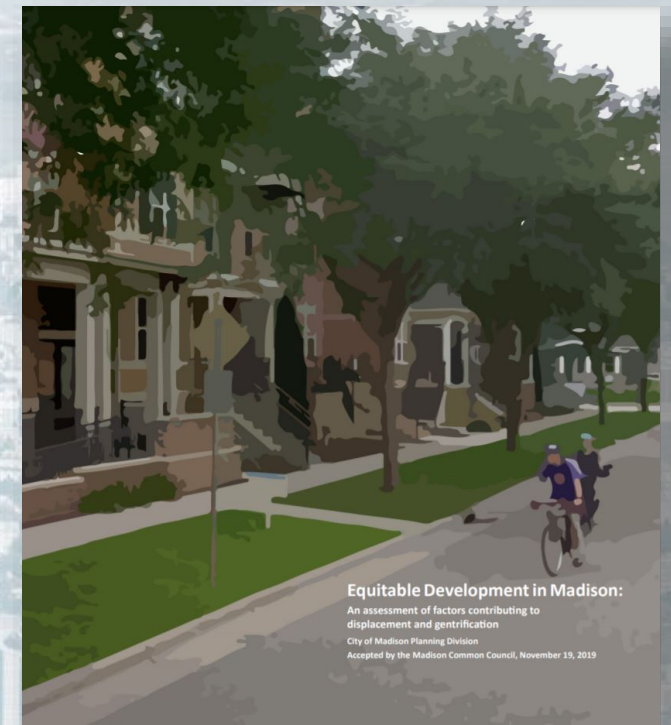 Equitable Development in Madison:
An assessment of factors contributing to
displacement and gentrification
City of Madison Planning Division
Accepted by the Madison Common Council, November 19, 2019